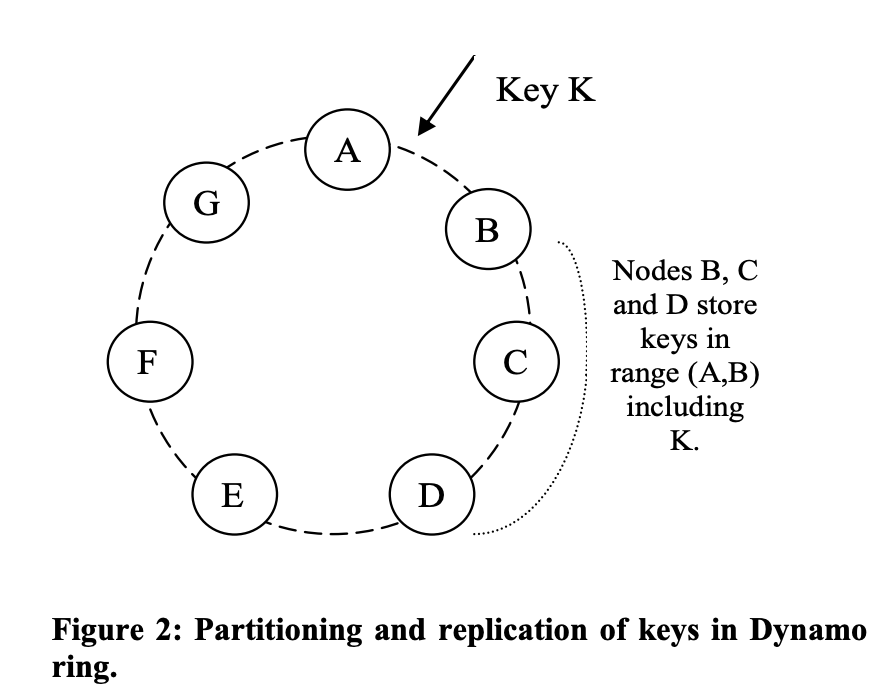 Key K
A
G
B
Nodes B, C
and D store
keys in
range (A,B)
including
K.
F
C
E
D
Figure 2: Partitioning and replication of keys in Dynamo
ring.